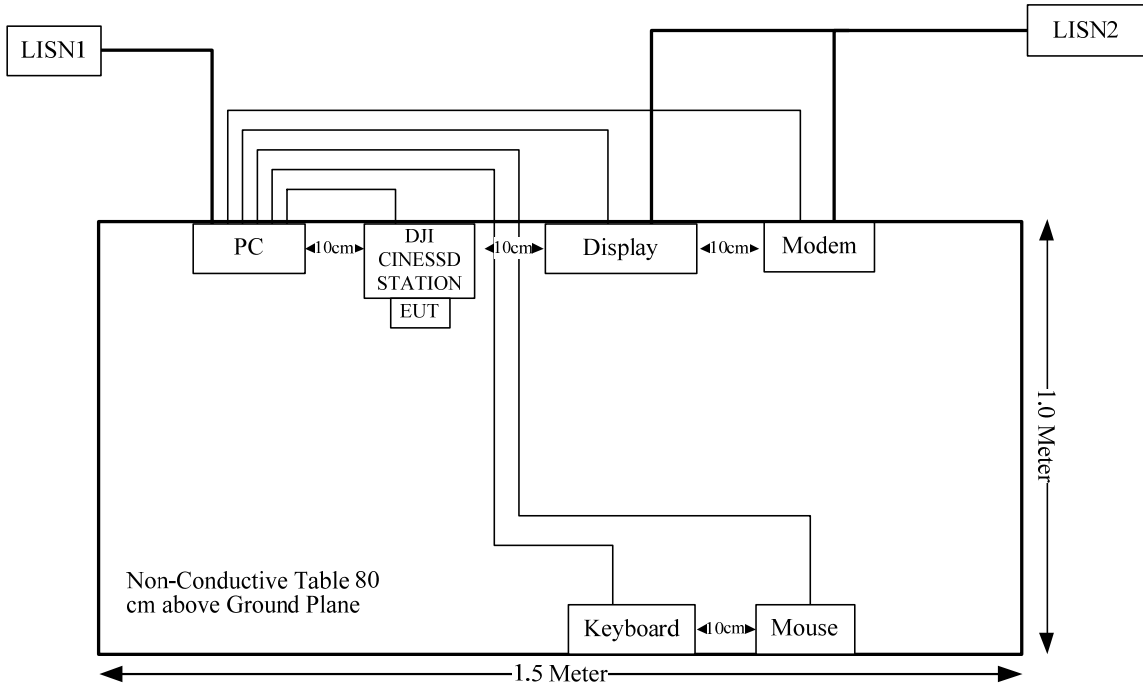 LISN1
LISN2
PC
10cm
DJI
CINESSD
STATION
EUT
10cm
Display
10cm
Modem
1.0 Meter
Non-Conductive Table 80
cm above Ground Plane
Keyboard
10cm
Mouse
1.5 Meter